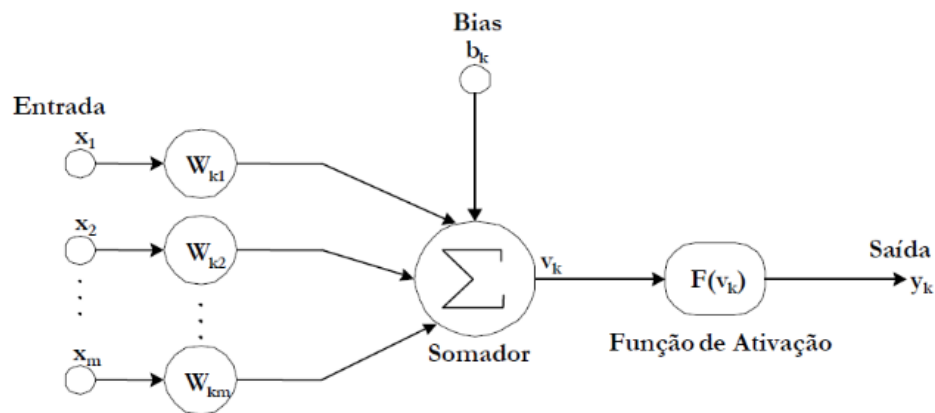 Bias
b_k
Entrada
x_1
W_k1
x_2
W_k2
x_m
W_km
Σ
Somador
v_k
F(v_k)
Função de Ativação
Saída
y_k